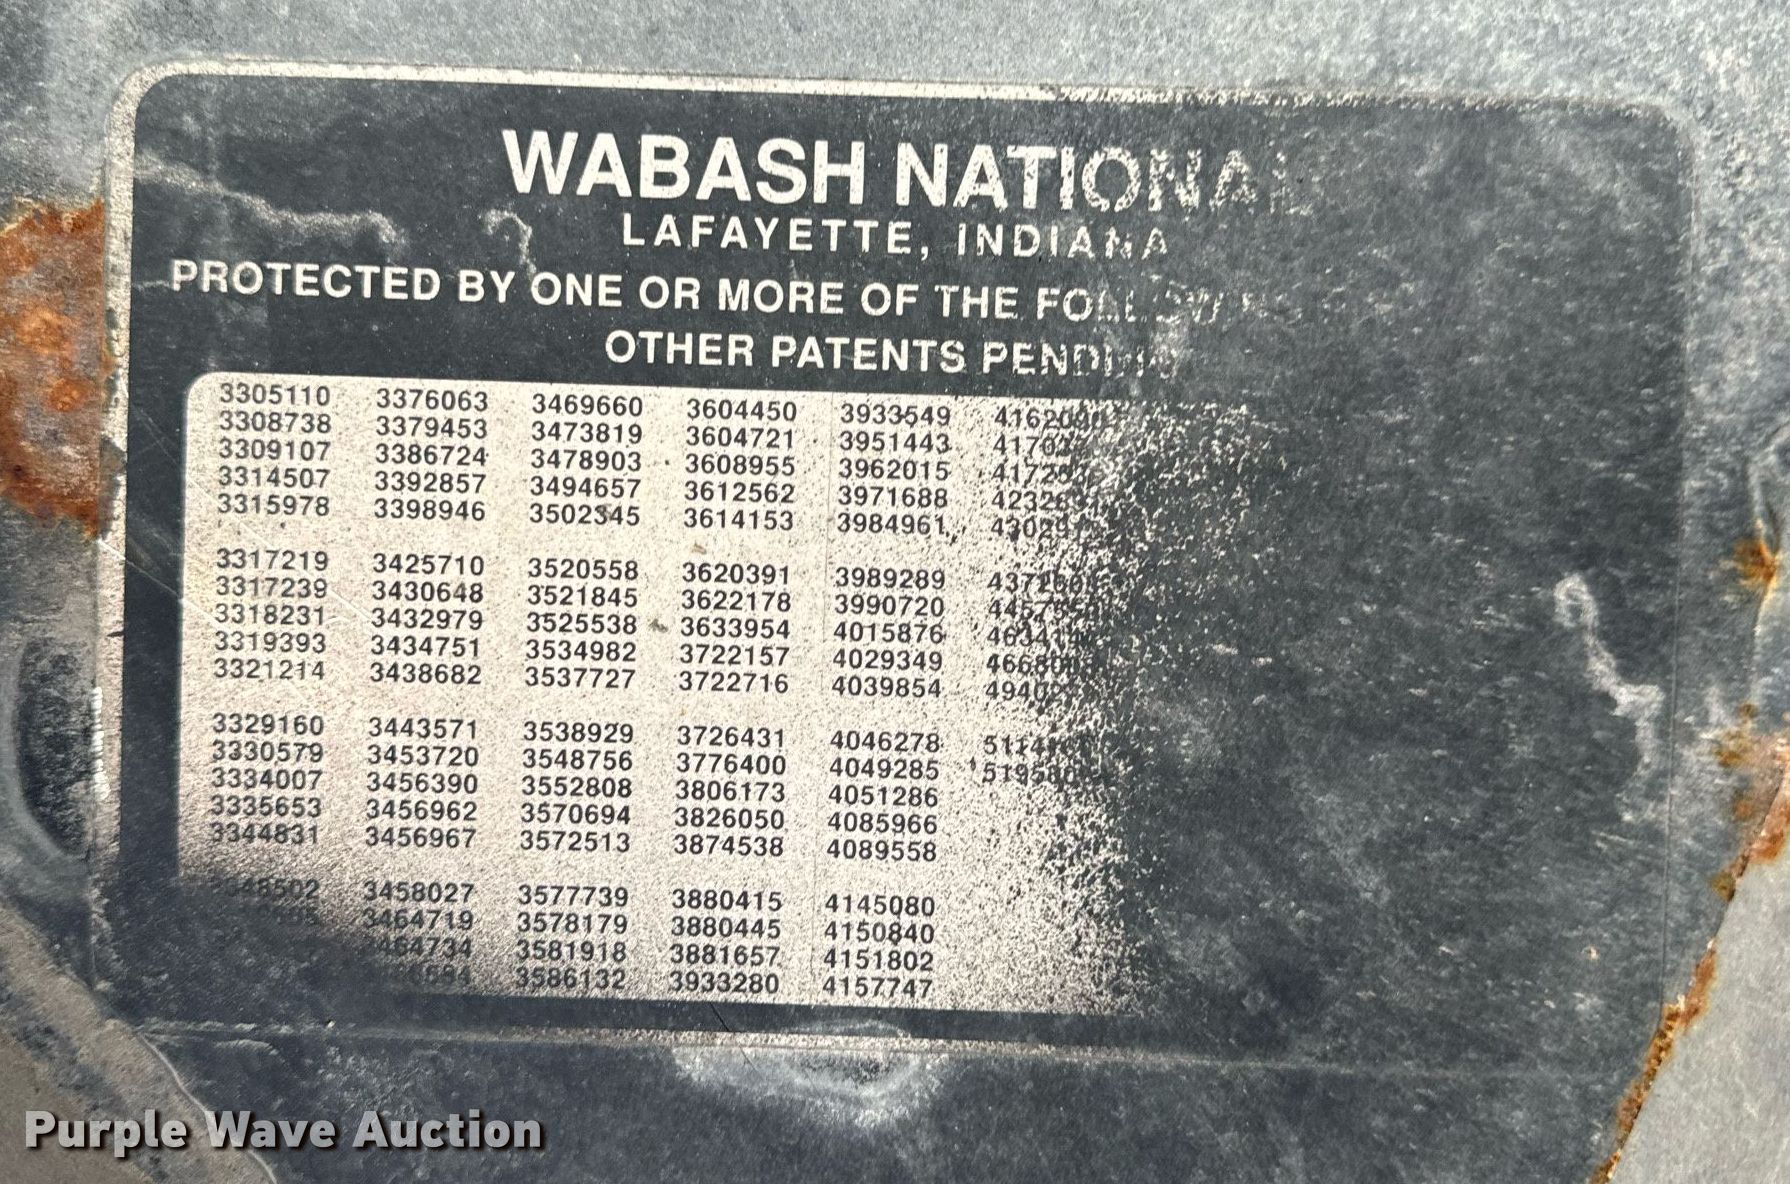 WABASH NATIONAL
LAFAYETTE, INDIANA
PROTECTED BY ONE OR MORE OF THE
OTHER PATENTS PENDING
3305110 3376063 3469660 3604450 3933549
3308738 3379453 3473819 3604721 3951443
3309107 3386724 3478903 3608955 3962015
3314507 3392857 3494657 3612562 3971688
3315978 3398946 3502345 3614153 3984961
3317219 3425710 3520558 3620391 3989289
3317239 3430648 3521845 3622178 3990720
3318231 3432979 3525538 3633954 4015876
3319393 3434751 3534982 3722157 4029349
3321214 3438682 3537727 3722716 4039854
3329160 3443571 3538929 3726431 4046278
3330579 3453720 3548756 3776400 4049285
3334007 3456390 3552808 3806173 4051286
3335653 3456962 3570694 3826050 4085966
3344831 3456967 3572513 3874538 4089558
3458027 3577739 3880415 4145080
3464719 3578179 3880445 4150840
3464734 3581918 3881657 4151802
3586132 3933280 4157747
Purple Wave Auction